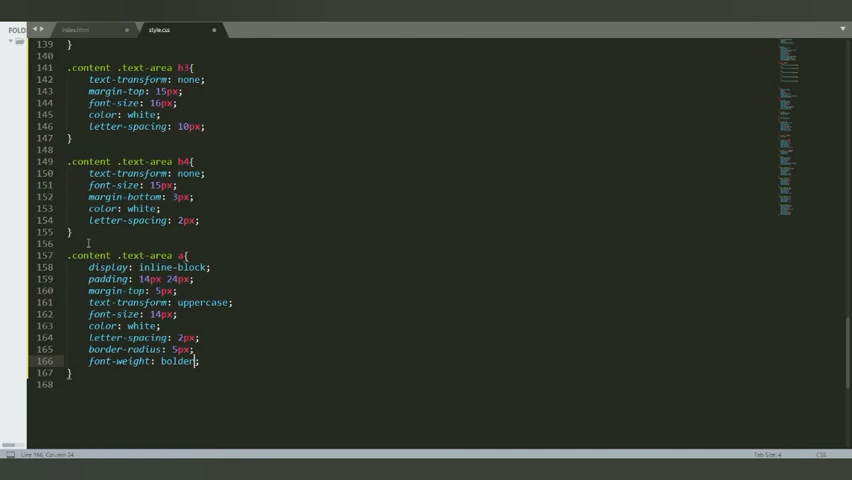 FOLD
index.html
style.css
139 }
140
141 .content .text-area h3{
142 text-transform: none;
143 margin-top: 15px;
144 font-size: 16px;
145 color: white;
146 letter-spacing: 10px;
147 }
148
149 .content .text-area h4{
150 text-transform: none;
151 font-size: 15px;
152 margin-bottom: 3px;
153 color: white;
154 letter-spacing: 2px;
155 }
156
157 .content .text-area a{
158 display: inline-block;
159 padding: 14px 24px;
160 margin-top: 5px;
161 text-transform: uppercase;
162 font-size: 14px;
163 color: white;
164 letter-spacing: 2px;
165 border-radius: 5px;
166 font-weight: bolder;
167 }
168
Line 166, Column 24
Tab Size: 4
CSS